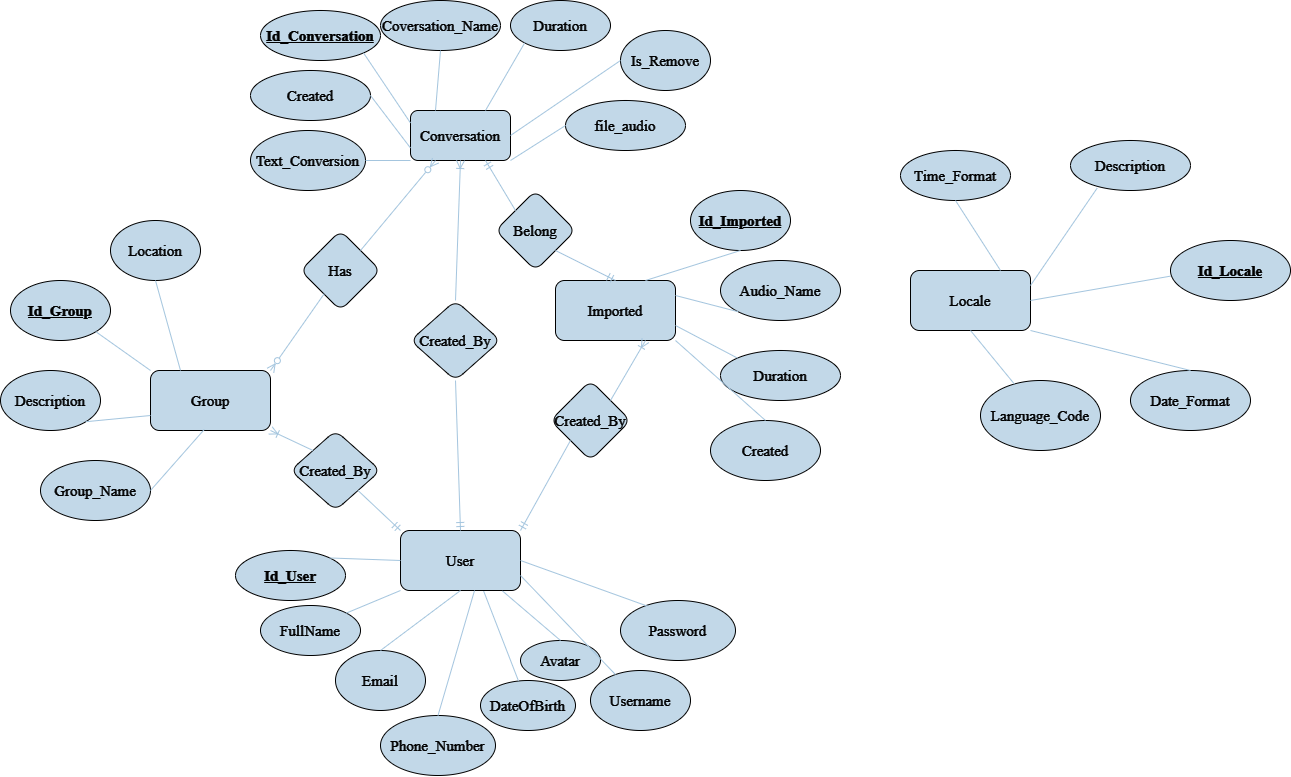 Id_Conversation
Coversation_Name
Duration
Is_Remove
Created
file_audio
Conversation
Text_Conversion
Time_Format
Description
Belong
Id_Imported
Location
Has
Id_Locale
Audio_Name
Id_Group
Imported
Locale
Created_By
Duration
Description
Group
Date_Format
Language_Code
Created_By
Created
Created_By
Group_Name
User
Id_User
FullName
Password
Avatar
Email
Username
DateOfBirth
Phone_Number